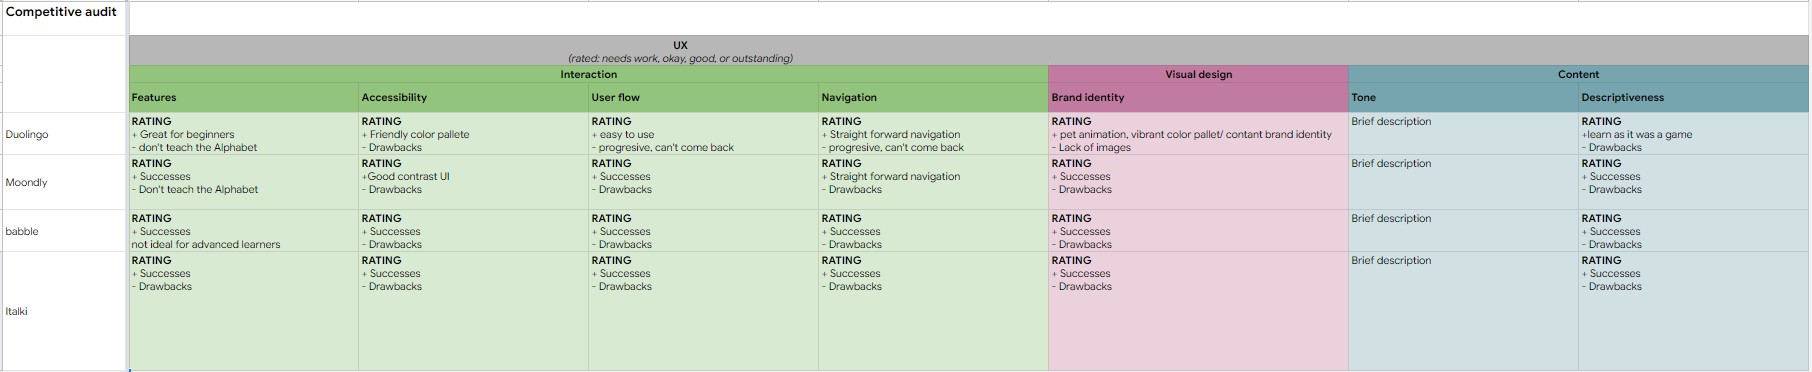 Competitive audit
UX
(rated: needs work, okay, good, or outstanding)
Interaction
Visual design
Content
Features
Accessibility
User flow
Navigation
Brand identity
Tone
Descriptiveness
Duolingo
RATING
+ Great for beginners
- don't teach the Alphabet
RATING
+ Friendly color pallete
- Drawbacks
RATING
+ easy to use
- progresive, can't come back
RATING
+ Straight forward navigation
- progresive, can't come back
RATING
+ pet animation, vibrant color pallet/ contant brand identity
- Lack of images
Brief description
RATING
+learn as it was a game
- Drawbacks
Moondly
RATING
+ Successes
- Don't teach the Alphabet
RATING
+Good contrast UI
- Drawbacks
RATING
+ Successes
- Drawbacks
RATING
+ Straight forward navigation
- Drawbacks
RATING
+ Successes
- Drawbacks
Brief description
RATING
+ Successes
- Drawbacks
babble
RATING
+ Successes
not ideal for advanced learners
RATING
+ Successes
- Drawbacks
RATING
+ Successes
- Drawbacks
RATING
+ Successes
- Drawbacks
RATING
+ Successes
- Drawbacks
Brief description
RATING
+ Successes
- Drawbacks
Italki
RATING
+ Successes
- Drawbacks
RATING
+ Successes
- Drawbacks
RATING
+ Successes
- Drawbacks
RATING
+ Successes
- Drawbacks
RATING
+ Successes
- Drawbacks
Brief description
RATING
+ Successes
- Drawbacks